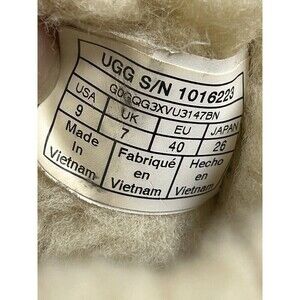 UGG S/N 1016223
GDGQG3XVU3147BN
USA UK EU JAPAN
9 7 40 26
Made in Vietnam
Fabriqué en Vietnam
Hecho en Vietnam